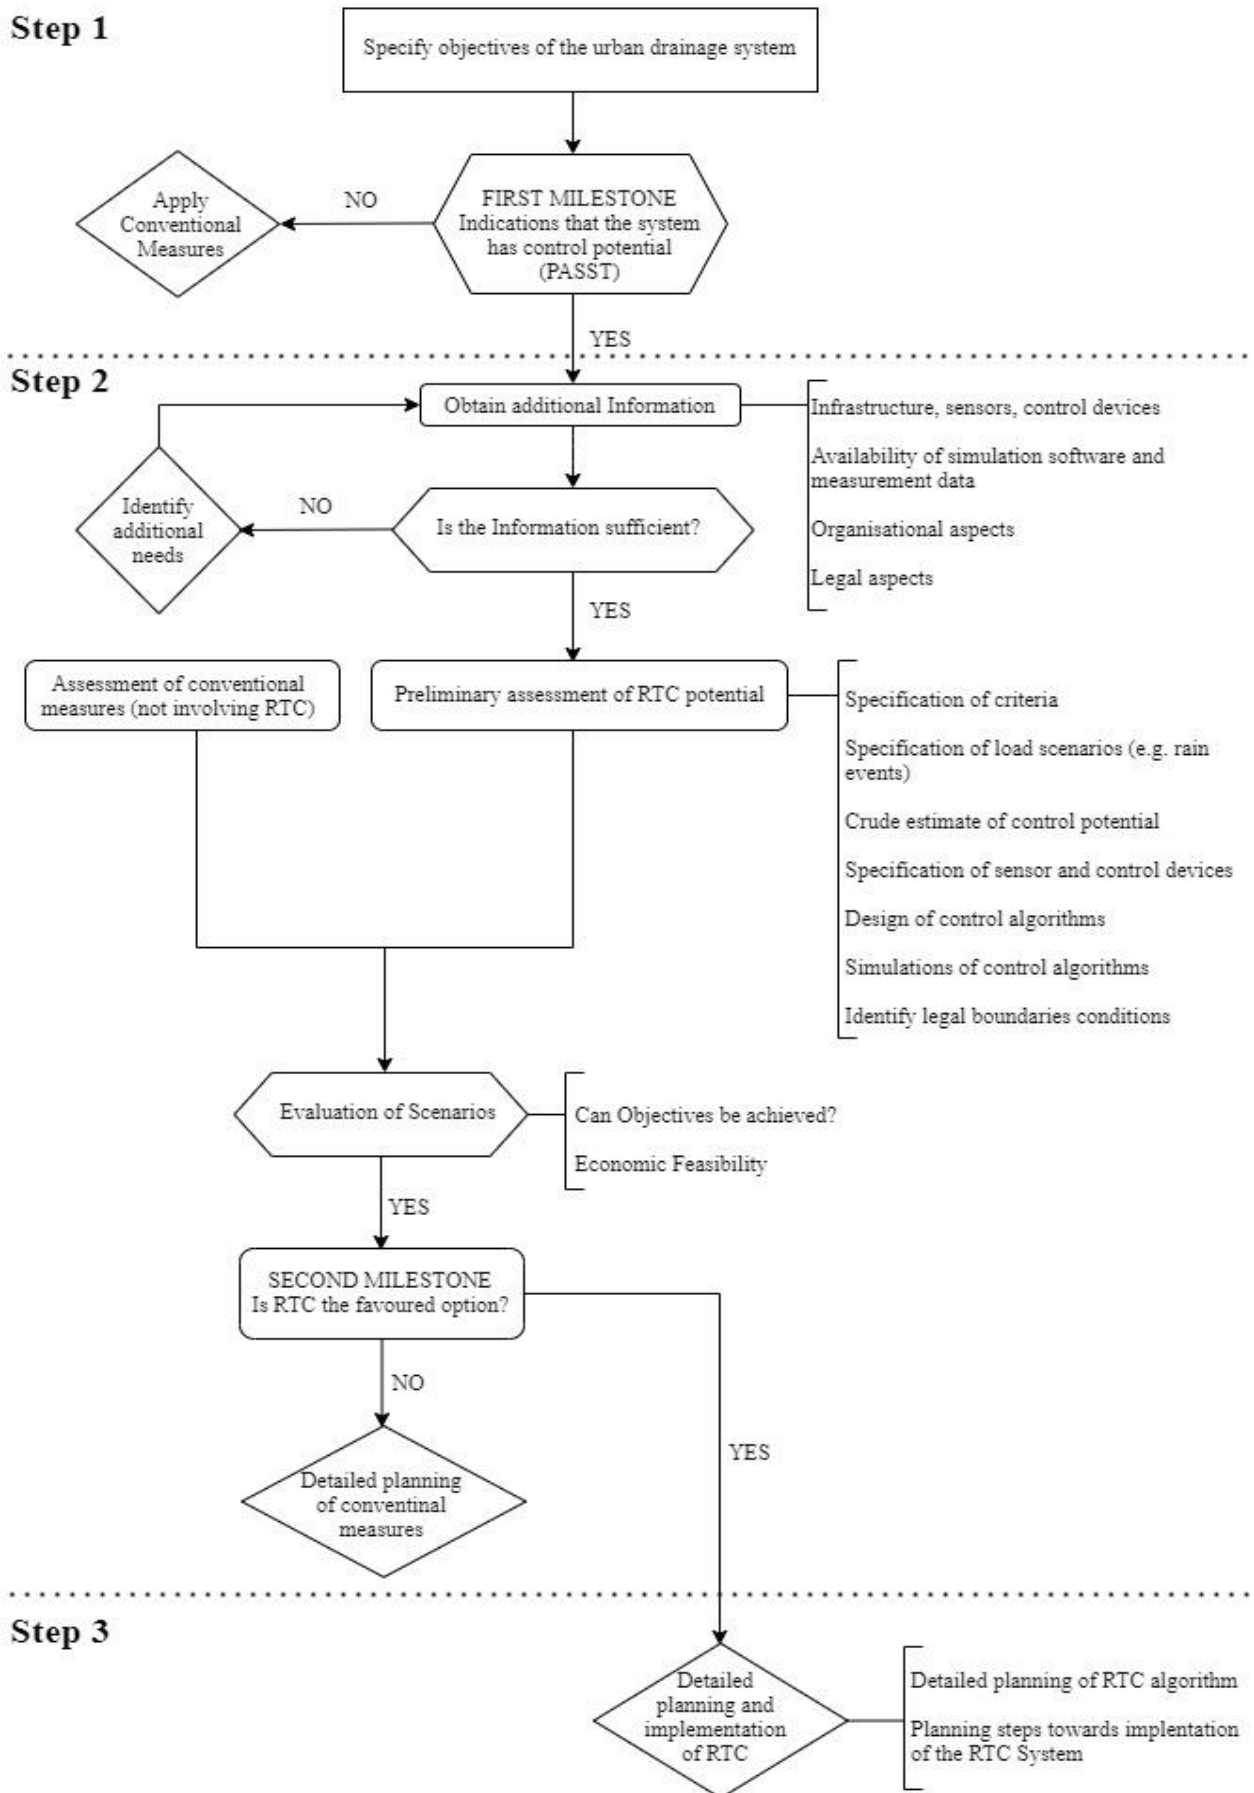 Step 1
Specify objectives of the urban drainage system
Apply
Conventional
Measures
NO
FIRST MILESTONE
Indications that the system
has control potential
(PASST)
YES
Step 2
Obtain additional Information
Infrastructure, sensors, control devices
Availability of simulation software and
measurement data
Organisational aspects
Legal aspects
Identify
additional
needs
NO
Is the Information sufficient?
YES
Assessment of conventional
measures (not involving RTC)
Preliminary assessment of RTC potential
Specification of criteria
Specification of load scenarios (e.g. rain
events)
Crude estimate of control potential
Specification of sensor and control devices
Design of control algorithms
Simulations of control algorithms
Identify legal boundaries conditions
Evaluation of Scenarios
Can Objectives be achieved?
Economic Feasibility
YES
SECOND MILESTONE
Is RTC the favoured option?
NO
YES
Detailed planning
of conventinal
measures
Step 3
Detailed
planning and
implementation
of RTC
Detailed planning of RTC algorithm
Planning steps towards implentation
of the RTC System